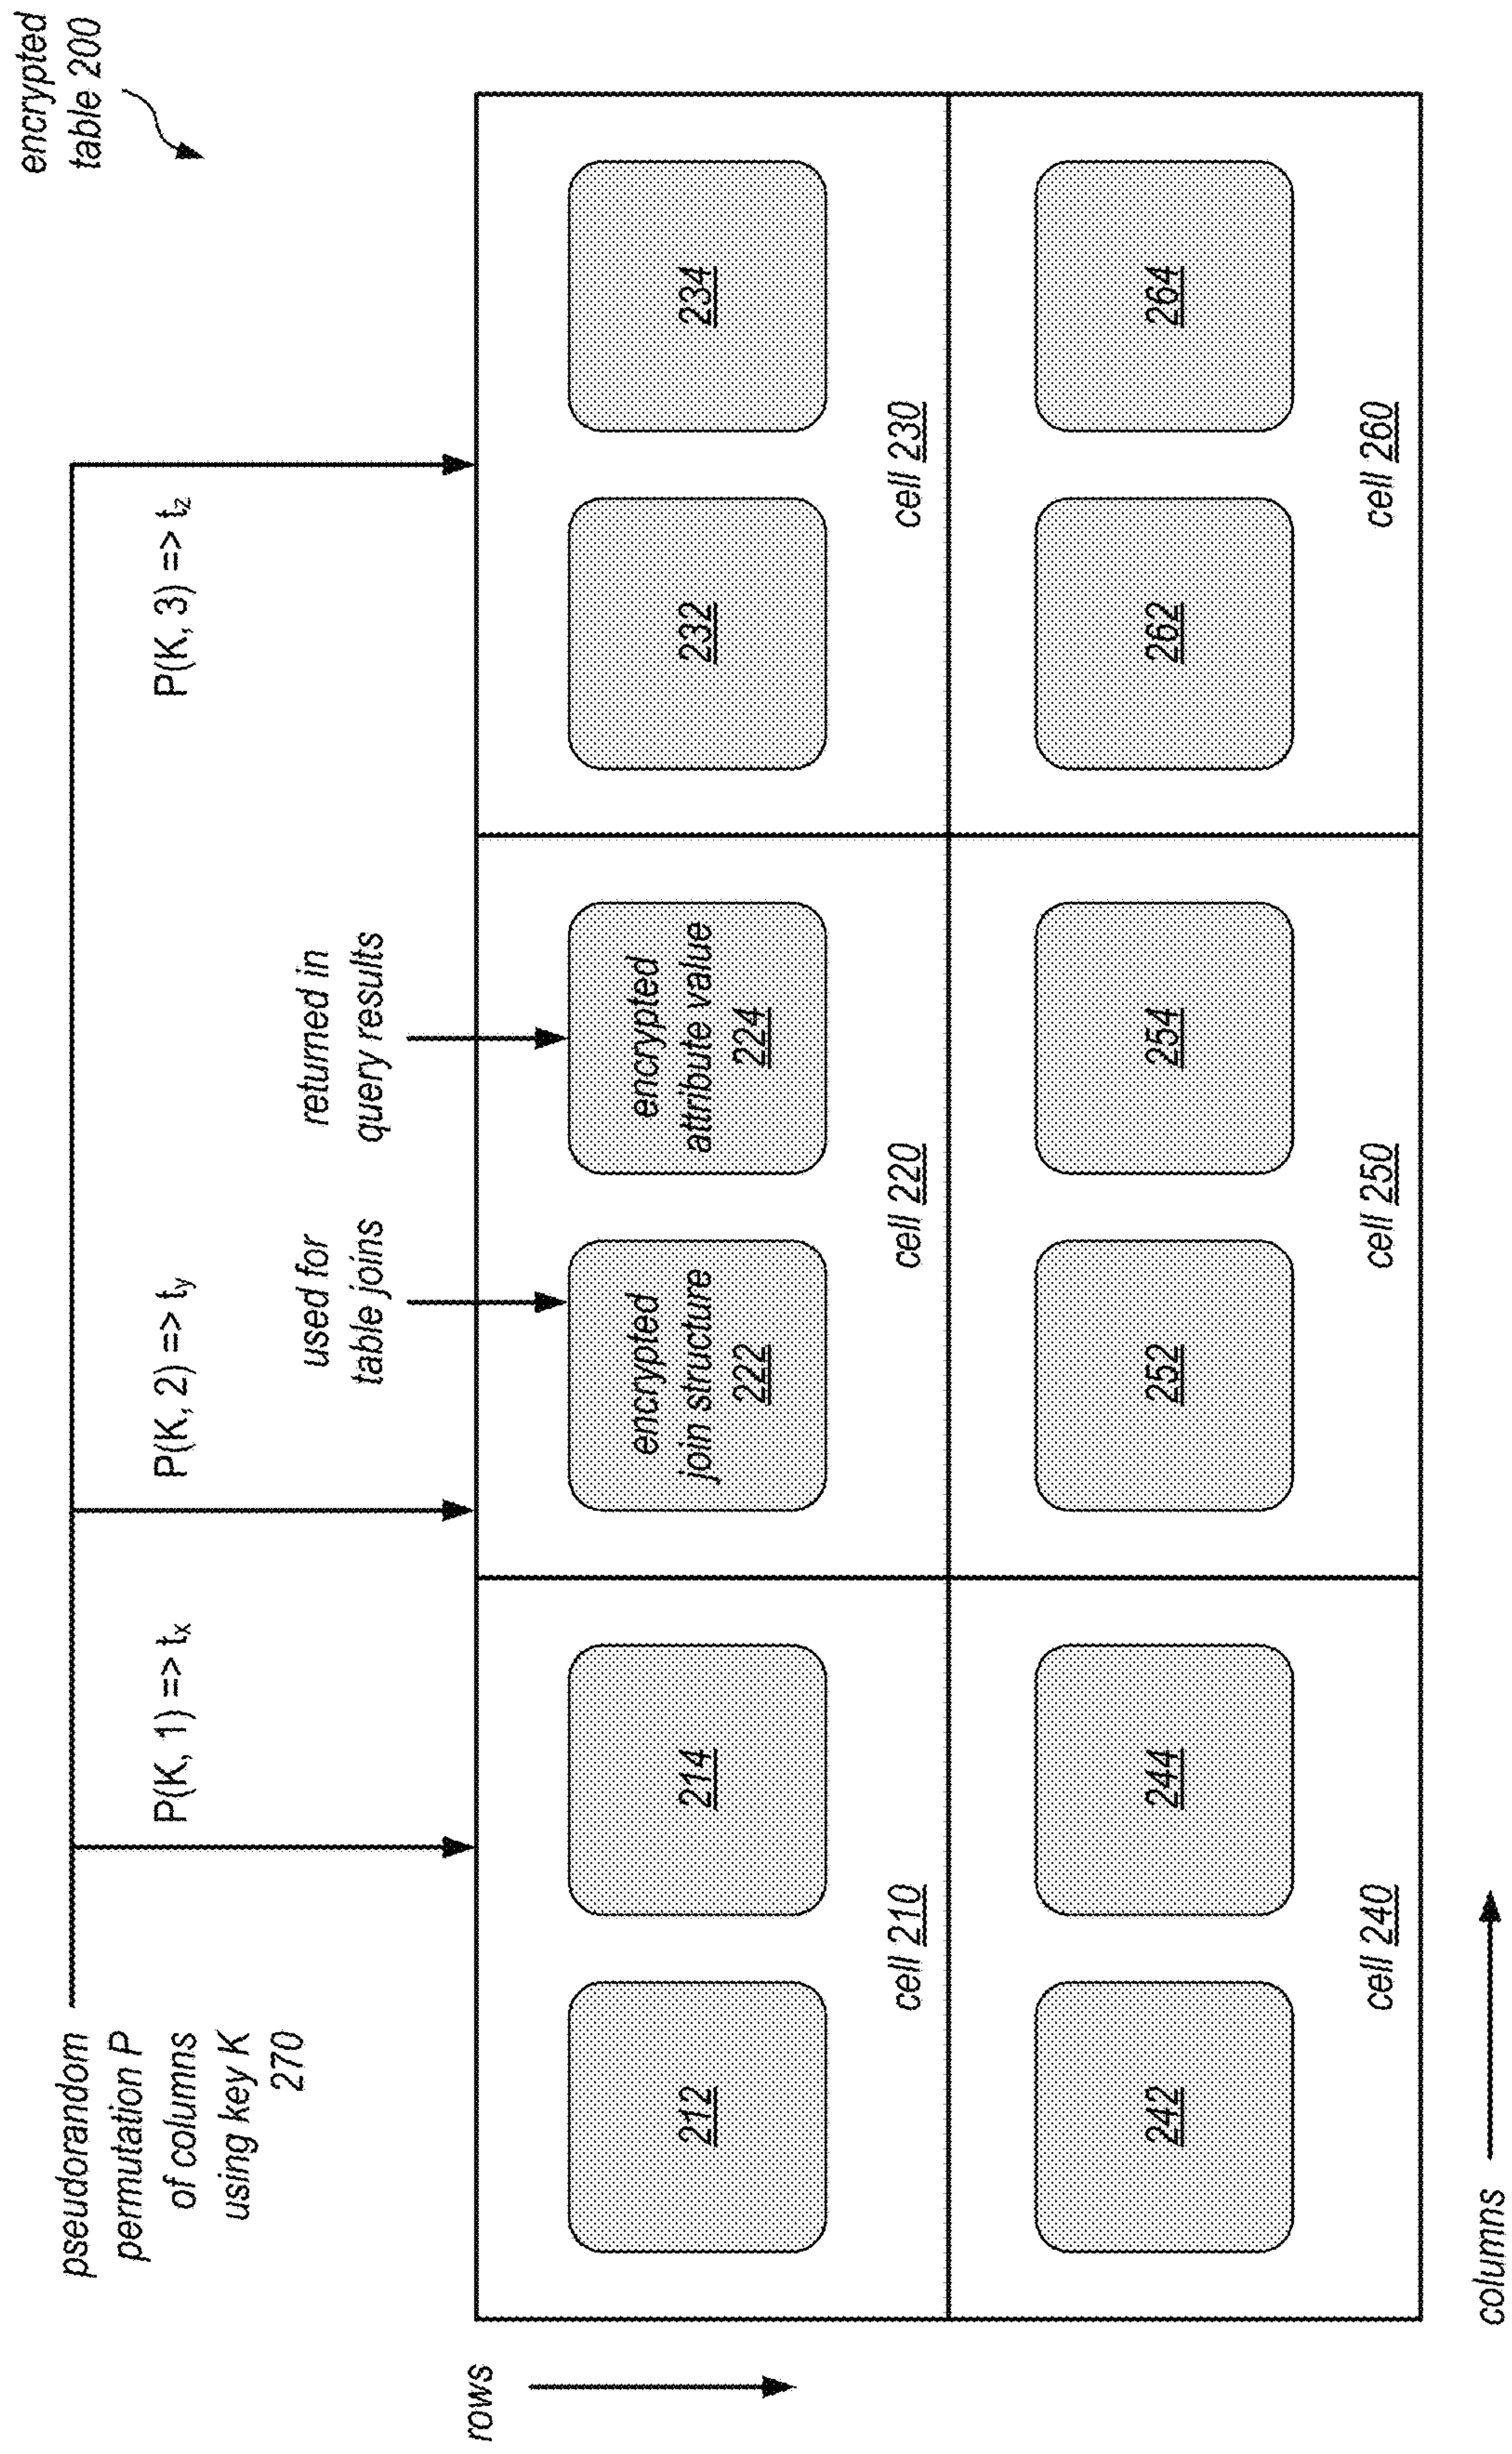 encrypted
table 200
pseudorandom
permutation P
of columns
using key K
270
P(K, 1) => tx
P(K, 2) => ty
P(K, 3) => tz
used for
table joins
returned in
query results
rows
212
214
cell 210
encrypted
join structure
222
encrypted
attribute value
224
cell 220
232
234
cell 230
242
244
cell 240
252
254
cell 250
262
264
cell 260
columns